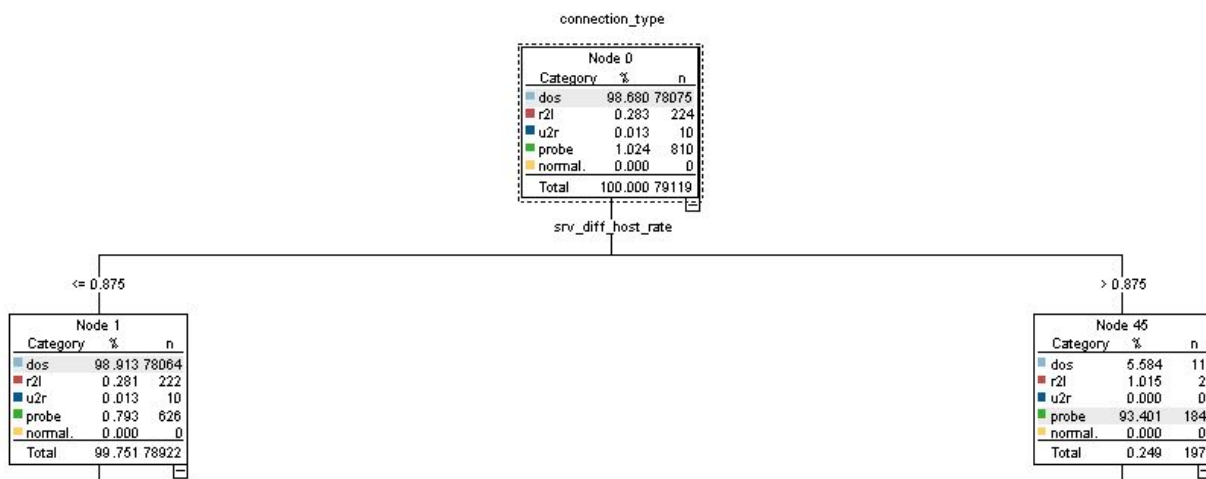 connection_type
Node 0
Category % n
dos 98.680 78075
r2l 0.283 224
u2r 0.013 10
probe 1.024 810
normal. 0.000 0
Total 100.000 79119
srv_diff_host_rate
<= 0.875
> 0.875
Node 1
Category % n
dos 98.913 78064
r2l 0.281 222
u2r 0.013 10
probe 0.793 626
normal. 0.000 0
Total 99.751 78922
Node 45
Category % n
dos 5.584 11
r2l 1.015 2
u2r 0.000 0
probe 93.401 184
normal. 0.000 0
Total 0.249 197